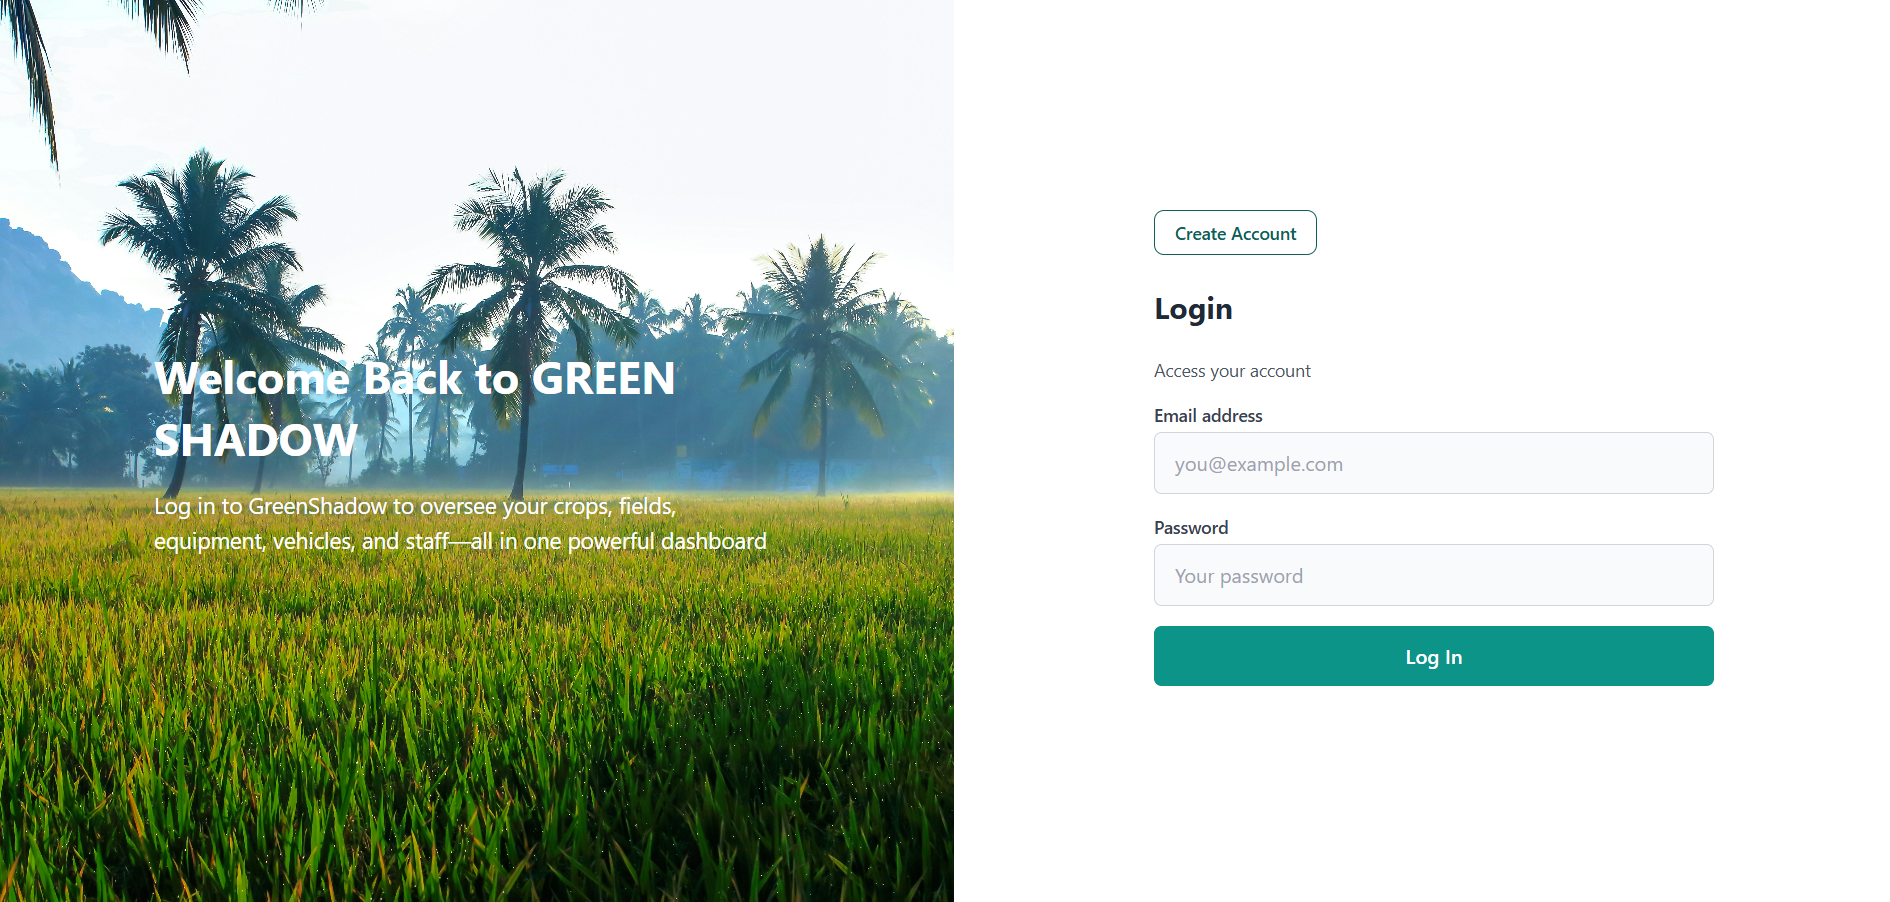 Welcome Back to GREEN
SHADOW
Log in to GreenShadow to oversee your crops, fields,
equipment, vehicles, and staff—all in one powerful dashboard
Create Account
Login
Access your account
Email address
you@example.com
Password
Your password
Log In